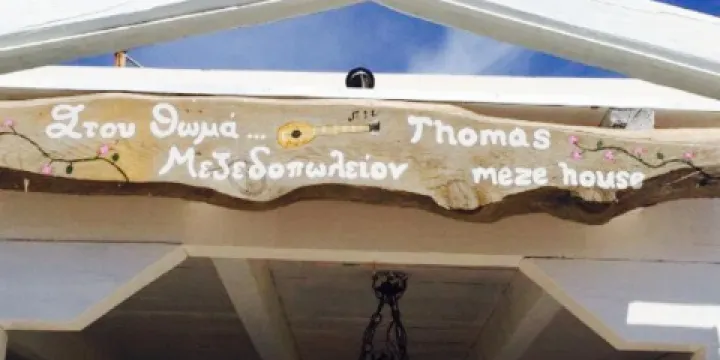 Στου Θωμά...
Μεζεδοπωλείον
Thomas
meze house